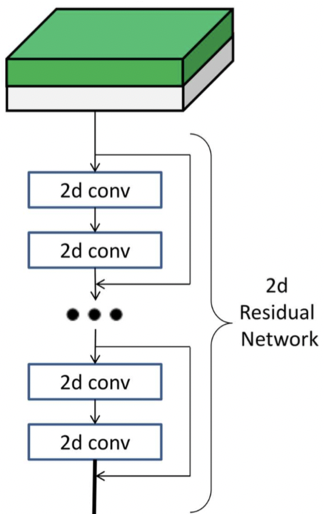 2d conv
2d conv
2d conv
2d conv
2d
Residual
Network